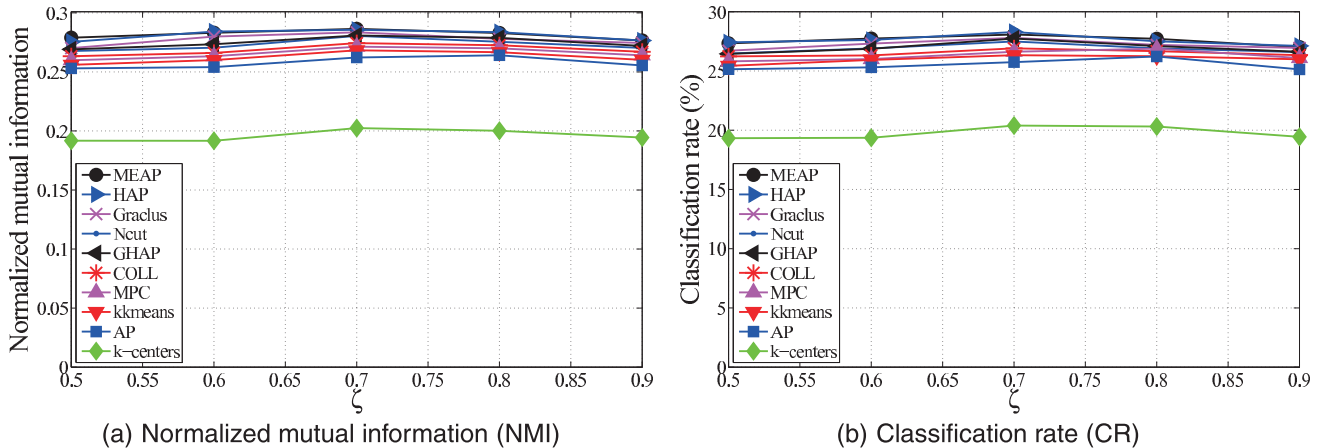 0.3
0.25
0.2
0.15
0.1
0.05
0
Normalized mutual information
MEAP
HAP
Graclus
Ncut
GHAP
COLL
MPC
kkmeans
AP
k-centers
0.5 0.55 0.6 0.65 0.7 0.75 0.8 0.85 0.9
ζ
(a) Normalized mutual information (NMI)
30
25
20
15
10
5
0
Classification rate (%)
MEAP
HAP
Graclus
Ncut
GHAP
COLL
MPC
kkmeans
AP
k-centers
0.5 0.55 0.6 0.65 0.7 0.75 0.8 0.85 0.9
ζ
(b) Classification rate (CR)